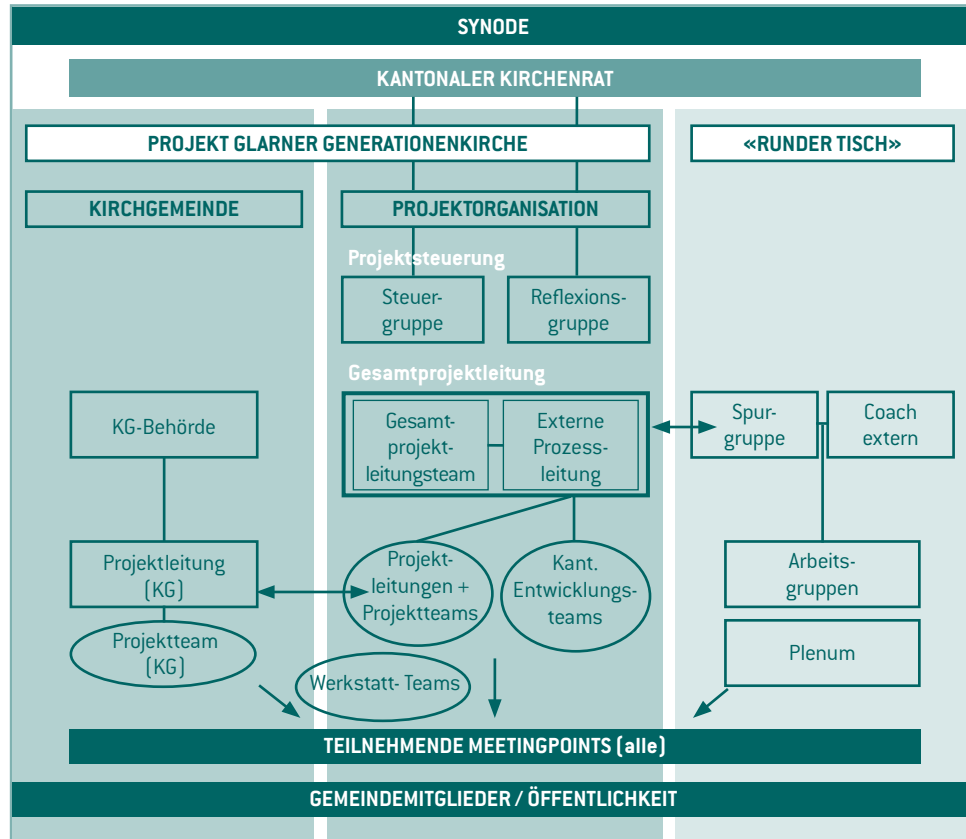 SYNODE
KANTONALER KIRCHENRAT
PROJEKT GLARNER GENERATIONENKIRCHE
«RUNDER TISCH»
KIRCHGEMEINDE
PROJEKTORGANISATION
Projektsteuerung
Steuer-
gruppe
Reflexions-
gruppe
Gesamtprojektleitung
KG-Behörde
Gesamt-
projekt-
leitungsteam
Externe
Prozess-
leitung
Spur-
gruppe
Coach
extern
Projektleitung
(KG)
Projekt-
leitungen +
Projektteams
Kant.
Entwicklungs-
teams
Arbeits-
gruppen
Projektteam
(KG)
Werkstatt- Teams
Plenum
TEILNEHMENDE MEETINGPOINTS (alle)
GEMEINDEMITGLIEDER / ÖFFENTLICHKEIT